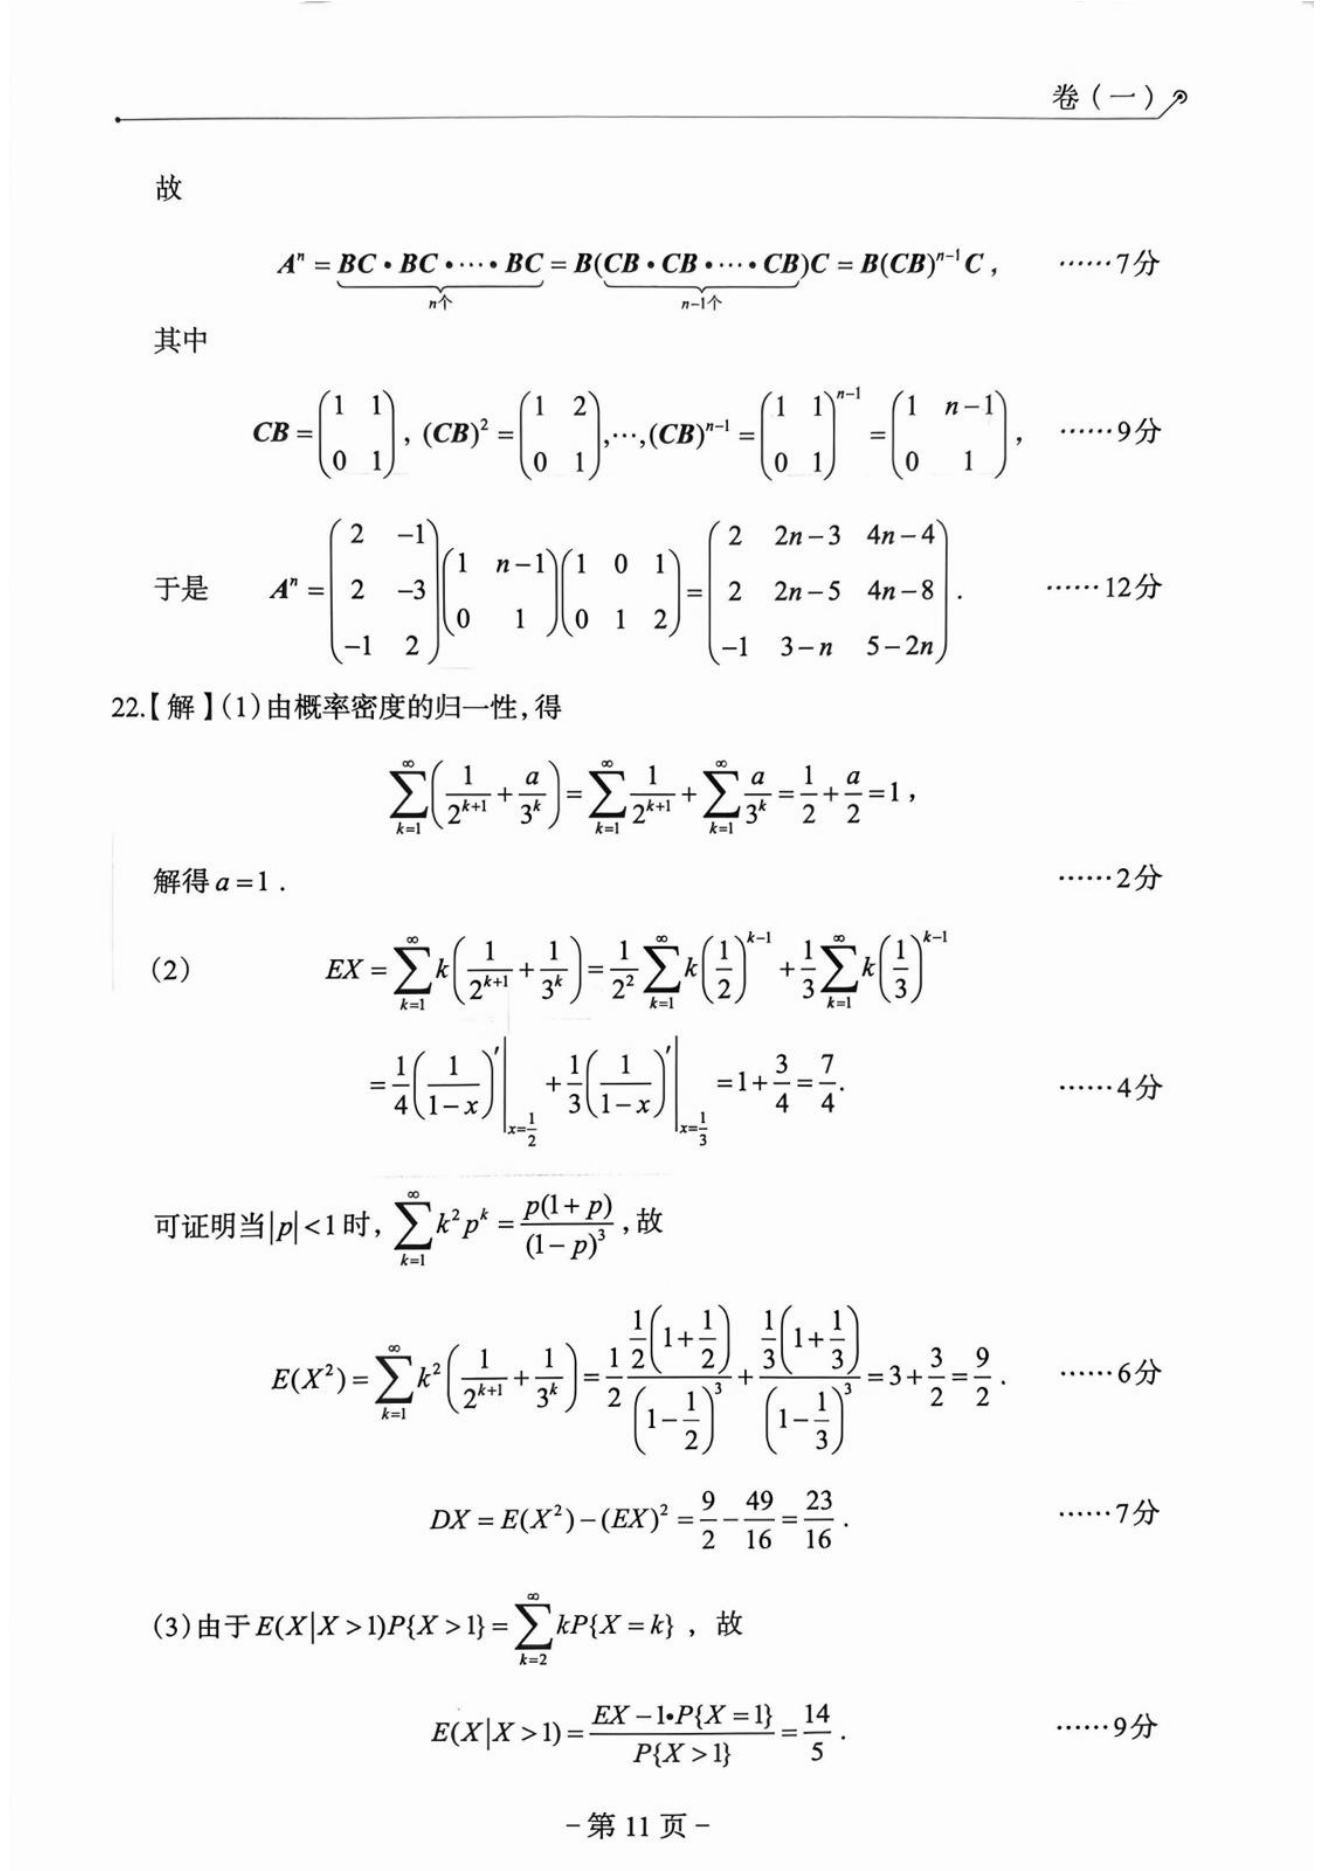 卷(一)
故
Aⁿ = BC • BC • ⋯ • BC = B(CB • CB • ⋯ • CB)C = B(CB)ⁿ⁻¹C , ⋯⋯7分
n个 n−1个
其中
CB = (1 1; 0 1), (CB)² = (1 2; 0 1), ⋯, (CB)ⁿ⁻¹ = (1 1; 0 1)ⁿ⁻¹ = (1 n−1; 0 1), ⋯⋯9分
于是 Aⁿ = (2 −1; 2 −3; −1 2)(1 n−1; 0 1)(1 0 1; 0 1 2) = (2 2n−3 4n−4; 2 2n−5 4n−8; −1 3−n 5−2n) . ⋯⋯12分
22.【解】(1)由概率密度的归一性,得
∑_{k=1}^{∞} (1/2^{k+1} + a/3^k) = ∑_{k=1}^{∞} 1/2^{k+1} + ∑_{k=1}^{∞} a/3^k = 1/2 + a/2 = 1 ,
解得 a = 1 . ⋯⋯2分
(2) EX = ∑_{k=1}^{∞} k(1/2^{k+1} + 1/3^k) = 1/2² ∑_{k=1}^{∞} k(1/2)^{k−1} + 1/3 ∑_{k=1}^{∞} k(1/3)^{k−1}
= 1/4 (1/(1−x))′|_{x=1/2} + 1/3 (1/(1−x))′|_{x=1/3} = 1 + 3/4 = 7/4. ⋯⋯4分
可证明当|p|<1时, ∑_{k=1}^{∞} k²p^k = p(1+p)/(1−p)³ ,故
E(X²) = ∑_{k=1}^{∞} k²(1/2^{k+1} + 1/3^k) = 1/2 · 1/2(1+1/2)/(1−1/2)³ + 1/3(1+1/3)/(1−1/3)³ = 3 + 3/2 = 9/2 . ⋯⋯6分
DX = E(X²) − (EX)² = 9/2 − 49/16 = 23/16 . ⋯⋯7分
(3)由于E(X|X>1)P{X>1} = ∑_{k=2}^{∞} kP{X=k} , 故
E(X|X>1) = (EX − 1•P{X=1})/P{X>1} = 14/5 . ⋯⋯9分
–第 11 页–